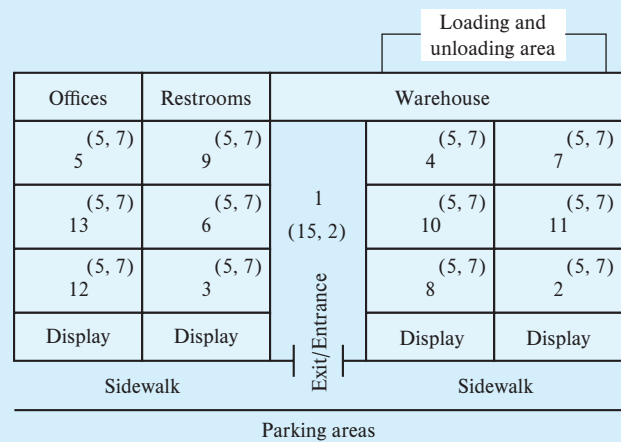 Loading and
unloading area
Offices Restrooms Warehouse
(5, 7) (5, 7) (5, 7) (5, 7)
5 9 4 7
(5, 7) (5, 7) 1 (5, 7) (5, 7)
13 6 (15, 2) 10 11
(5, 7) (5, 7) (5, 7) (5, 7)
12 3 8 2
Display Display Exit/Entrance Display Display
Sidewalk Sidewalk
Parking areas